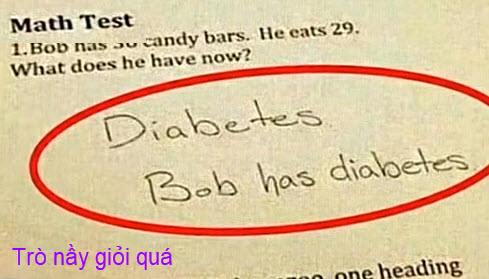 Math Test
1.Bob has candy bars. He eats 29.
What does he have now?
Diabetes
Bob has diabetes.
Trò nầy giỏi quá
one heading